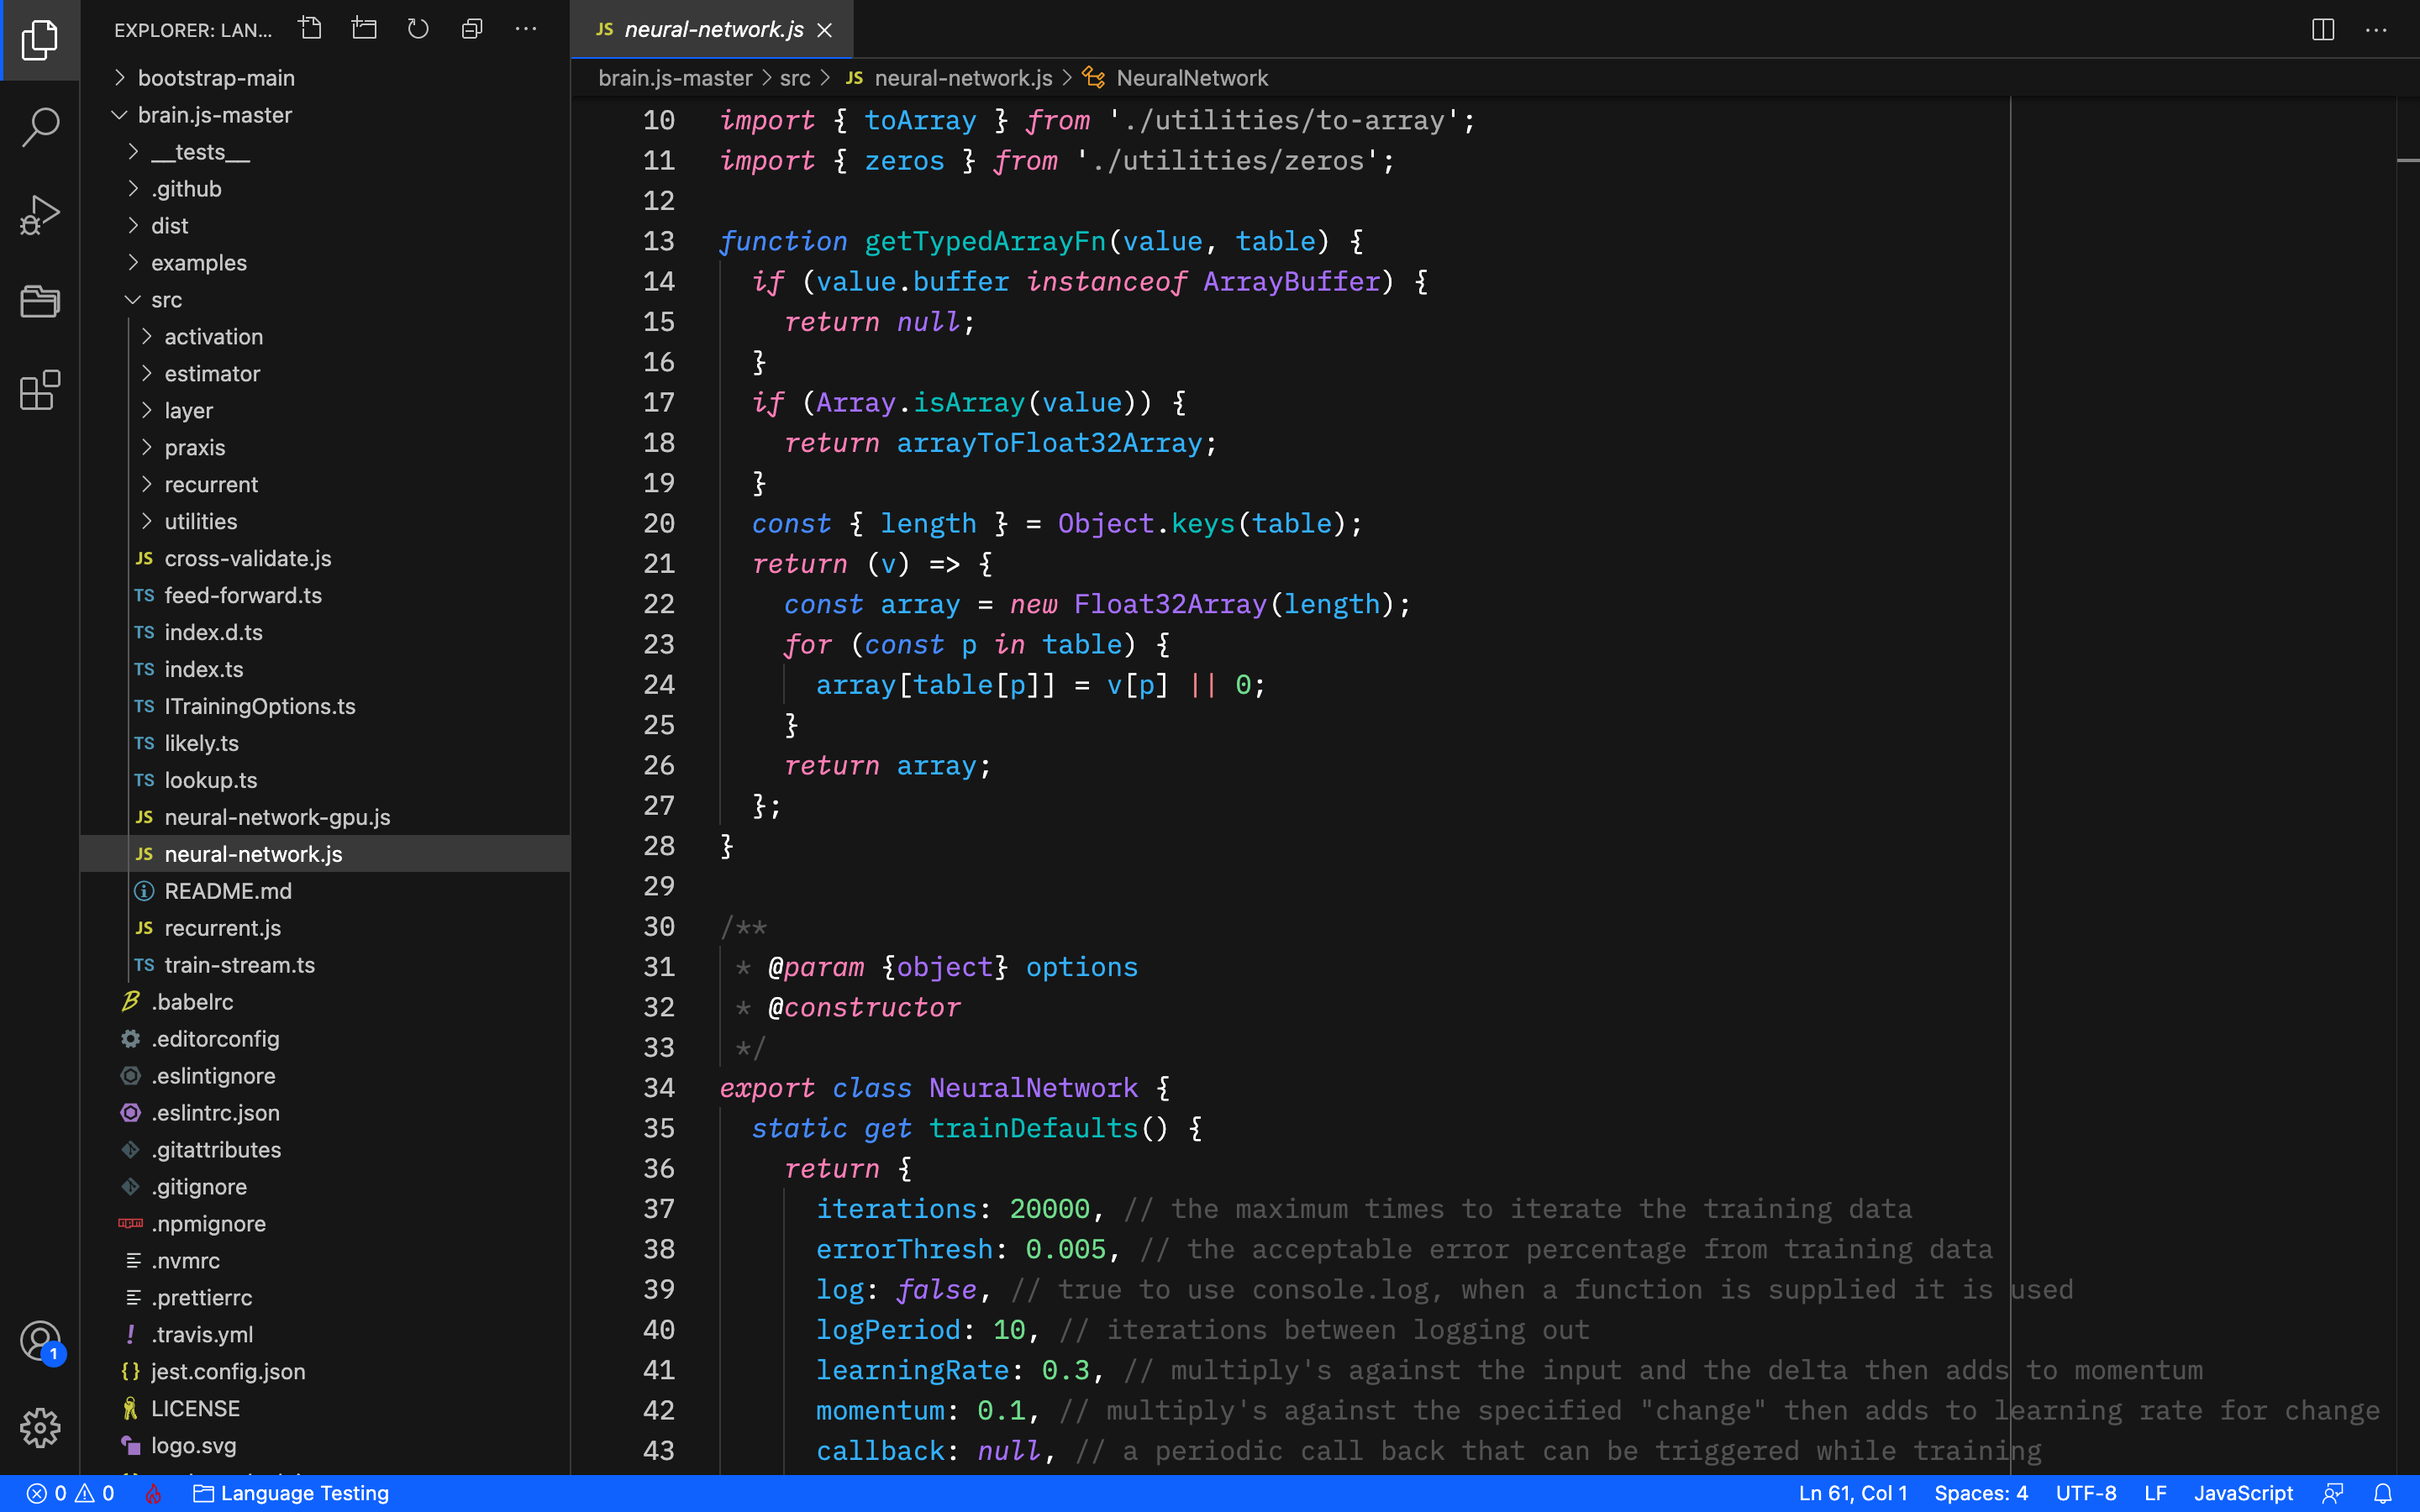 EXPLORER: LAN...
bootstrap-main
brain.js-master
__tests__
.github
dist
examples
src
activation
estimator
layer
praxis
recurrent
utilities
JS cross-validate.js
TS feed-forward.ts
TS index.d.ts
TS index.ts
TS ITrainingOptions.ts
TS likely.ts
TS lookup.ts
JS neural-network-gpu.js
JS neural-network.js
README.md
JS recurrent.js
TS train-stream.ts
.babelrc
.editorconfig
.eslintignore
.eslintrc.json
.gitattributes
.gitignore
.npmignore
.nvmrc
.prettierrc
! .travis.yml
{} jest.config.json
LICENSE
logo.svg
1
JS neural-network.js
brain.js-master > src > JS neural-network.js > NeuralNetwork
10 import { toArray } from './utilities/to-array';
11 import { zeros } from './utilities/zeros';
12
13 function getTypedArrayFn(value, table) {
14 if (value.buffer instanceof ArrayBuffer) {
15 return null;
16 }
17 if (Array.isArray(value)) {
18 return arrayToFloat32Array;
19 }
20 const { length } = Object.keys(table);
21 return (v) => {
22 const array = new Float32Array(length);
23 for (const p in table) {
24 array[table[p]] = v[p] || 0;
25 }
26 return array;
27 };
28 }
29
30 /**
31 * @param {object} options
32 * @constructor
33 */
34 export class NeuralNetwork {
35 static get trainDefaults() {
36 return {
37 iterations: 20000, // the maximum times to iterate the training data
38 errorThresh: 0.005, // the acceptable error percentage from training data
39 log: false, // true to use console.log, when a function is supplied it is used
40 logPeriod: 10, // iterations between logging out
41 learningRate: 0.3, // multiply's against the input and the delta then adds to momentum
42 momentum: 0.1, // multiply's against the specified "change" then adds to learning rate for change
43 callback: null, // a periodic call back that can be triggered while training
0 0 Language Testing Ln 61, Col 1 Spaces: 4 UTF-8 LF JavaScript